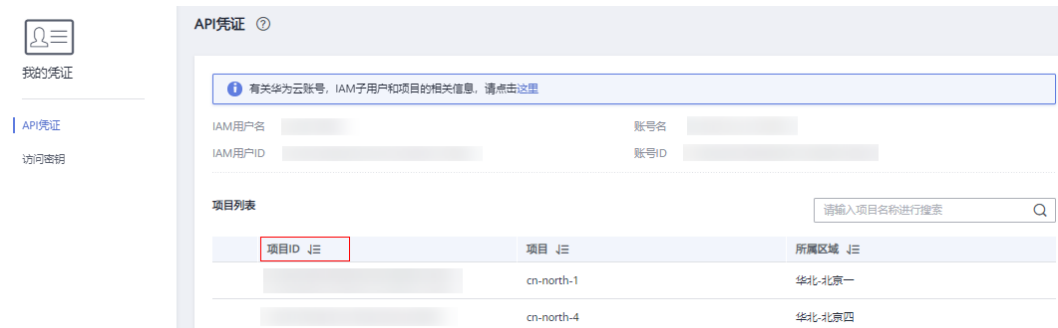 API凭证
我的凭证
API凭证
访问密钥
有关华为云账号，IAM子用户和项目的相关信息，请点击这里
IAM用户名
账号名
IAM用户ID
账号ID
项目列表
请输入项目名称进行搜索
项目ID 项目 所属区域
cn-north-1 华北-北京一
cn-north-4 华北-北京四